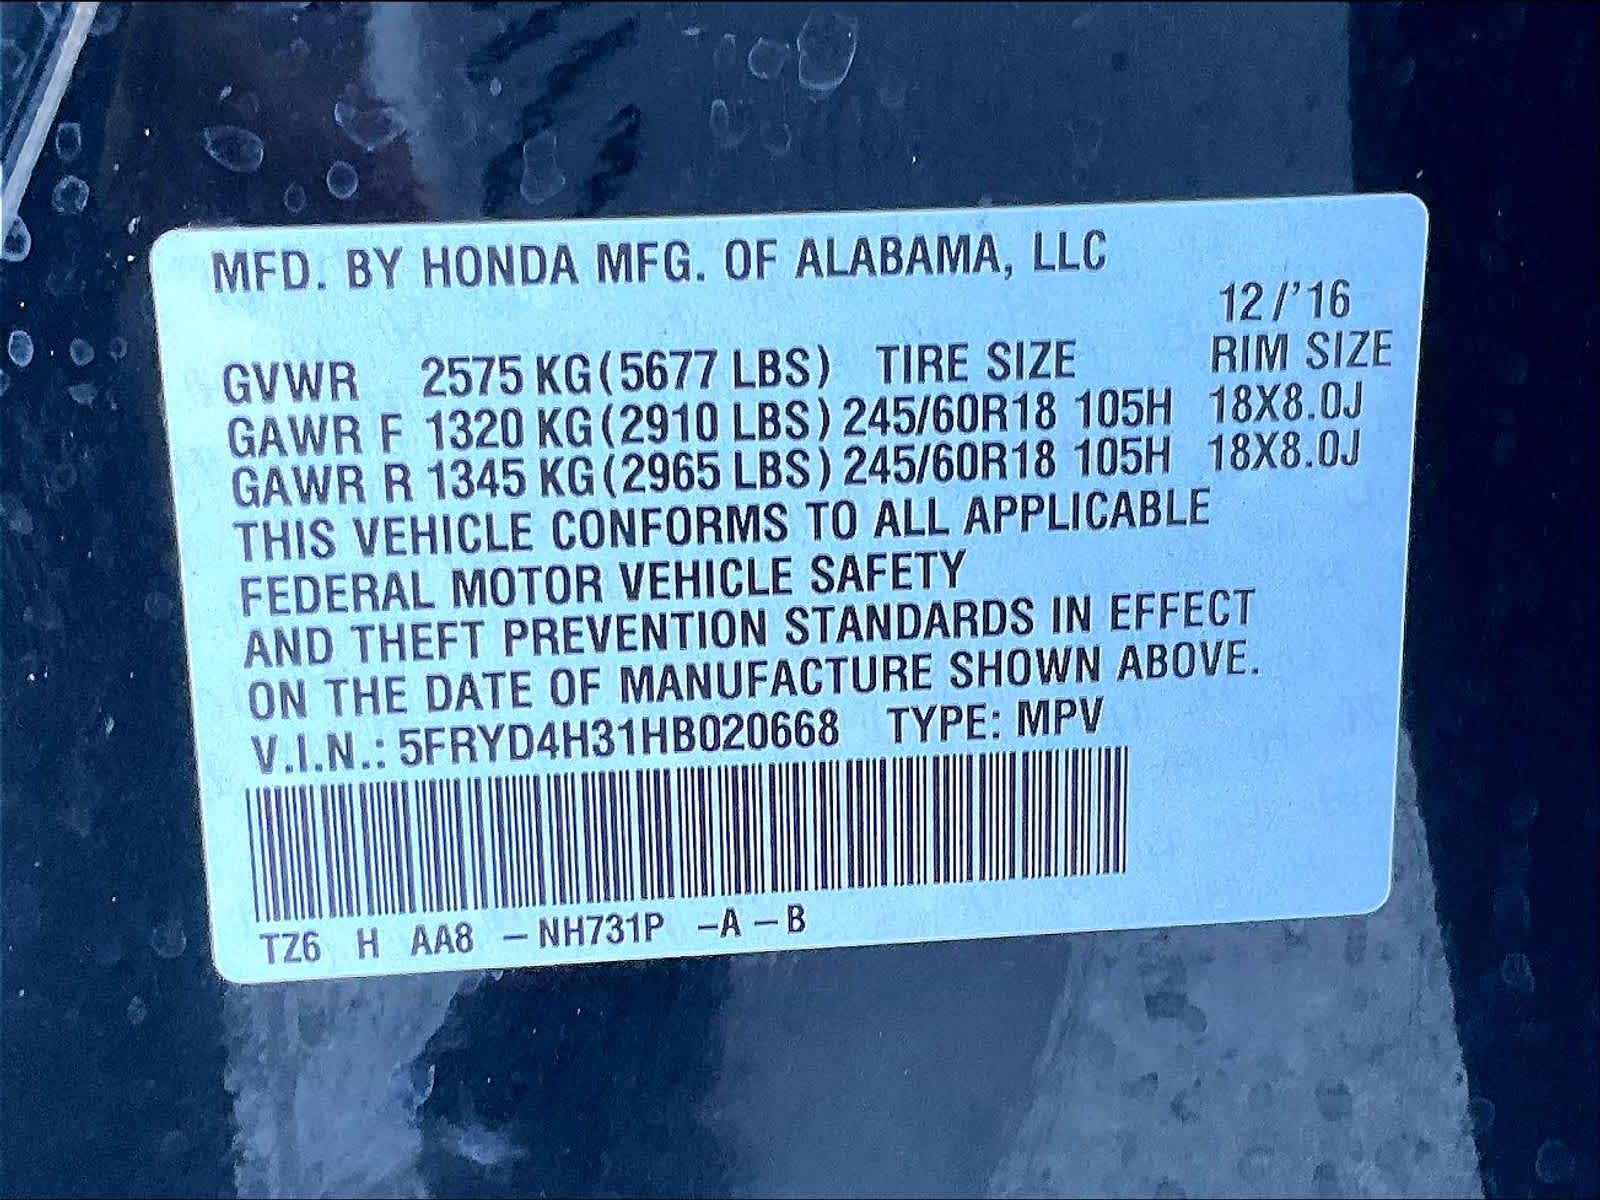 MFD. BY HONDA MFG. OF ALABAMA, LLC
12/'16
GVWR 2575 KG(5677 LBS) TIRE SIZE RIM SIZE
GAWR F 1320 KG(2910 LBS) 245/60R18 105H 18X8.0J
GAWR R 1345 KG(2965 LBS) 245/60R18 105H 18X8.0J
THIS VEHICLE CONFORMS TO ALL APPLICABLE
FEDERAL MOTOR VEHICLE SAFETY
AND THEFT PREVENTION STANDARDS IN EFFECT
ON THE DATE OF MANUFACTURE SHOWN ABOVE.
V.I.N.: 5FRYD4H31HB020668 TYPE: MPV
TZ6 H AA8 -NH731P -A-B